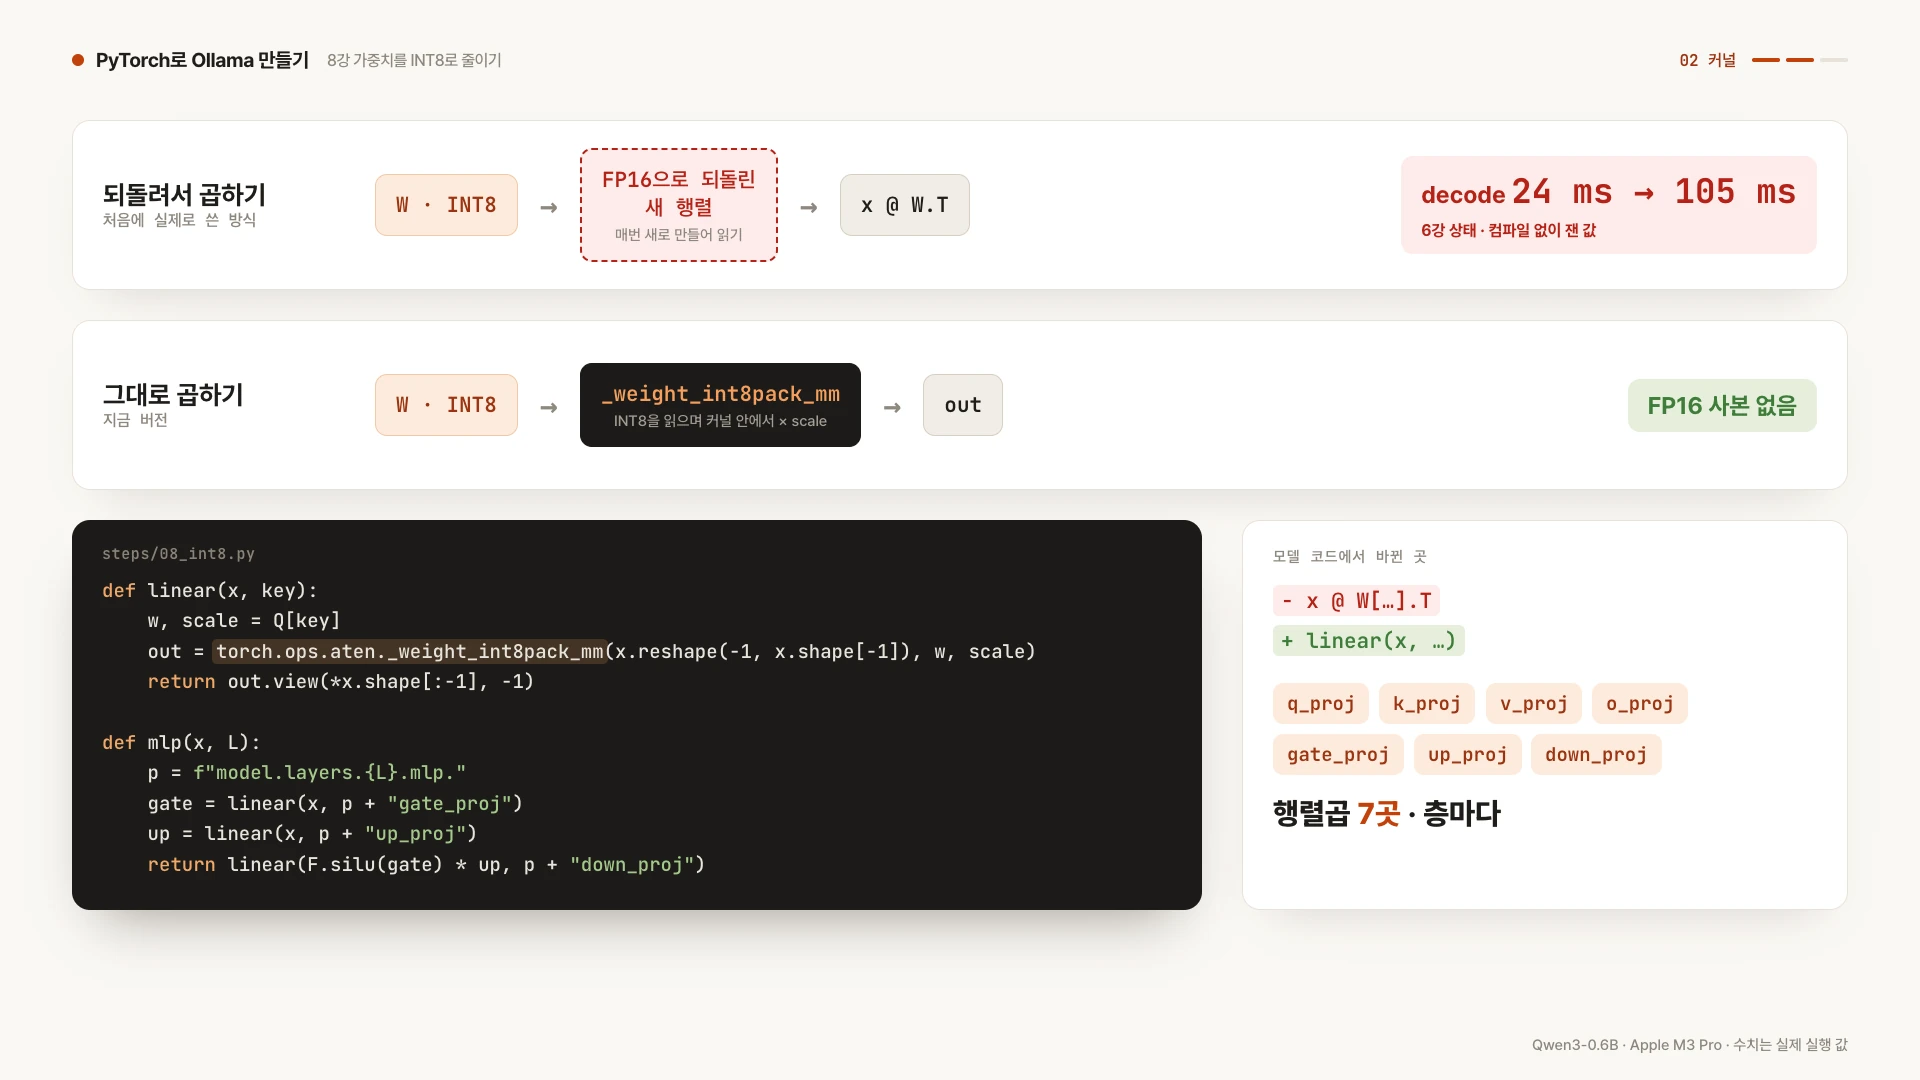 PyTorch로 Ollama 만들기 8강 가중치를 INT8로 줄이기
02 커널
되돌려서 곱하기
처음에 실제로 쓴 방식
W · INT8
→
FP16으로 되돌린
새 행렬
매번 새로 만들어 읽기
→
x @ W.T
decode 24 ms → 105 ms
6강 상태 · 컴파일 없이 잰 값
그대로 곱하기
지금 버전
W · INT8
→
_weight_int8pack_mm
INT8을 읽으며 커널 안에서 × scale
→
out
FP16 사본 없음
steps/08_int8.py
def linear(x, key):
    w, scale = Q[key]
    out = torch.ops.aten._weight_int8pack_mm(x.reshape(-1, x.shape[-1]), w, scale)
    return out.view(*x.shape[:-1], -1)
def mlp(x, L):
    p = f"model.layers.{L}.mlp."
    gate = linear(x, p + "gate_proj")
    up = linear(x, p + "up_proj")
    return linear(F.silu(gate) * up, p + "down_proj")
모델 코드에서 바뀐 곳
- x @ W[…].T
+ linear(x, …)
q_proj k_proj v_proj o_proj
gate_proj up_proj down_proj
행렬곱 7곳 · 층마다
Qwen3-0.6B · Apple M3 Pro · 수치는 실제 실행 값